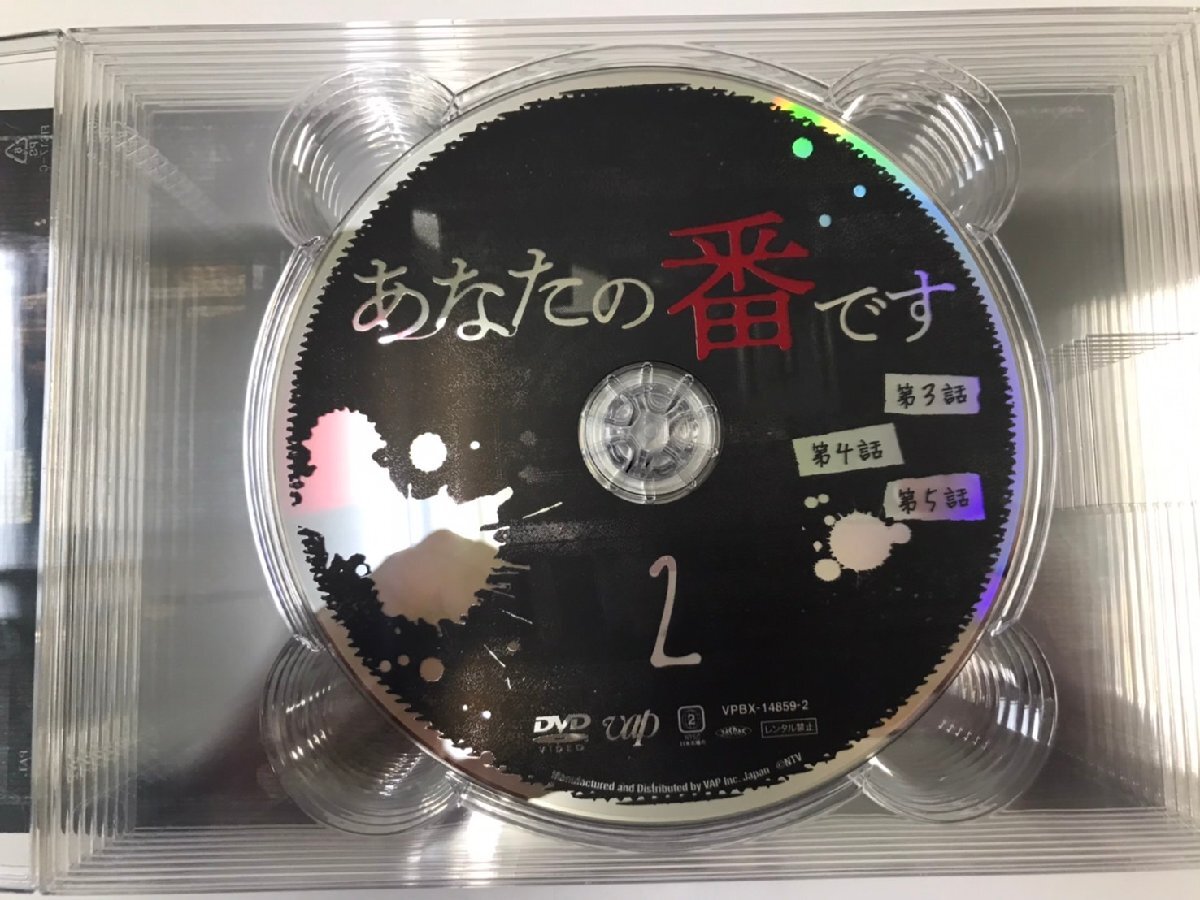 あなたの番です
第3話
第4話
第5話
2
DVD
VIDEO
vap
2
VPBX-14859-2
レンタル禁止
Manufactured and Distributed by VAP Inc. Japan ©NTV